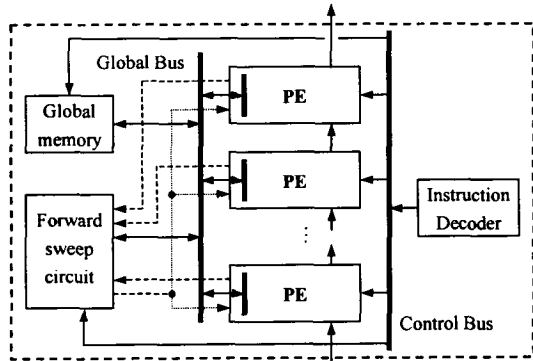 Global Bus
PE
Global
memory
PE
Instruction
Decoder
Forward
sweep
circuit
PE
Control Bus